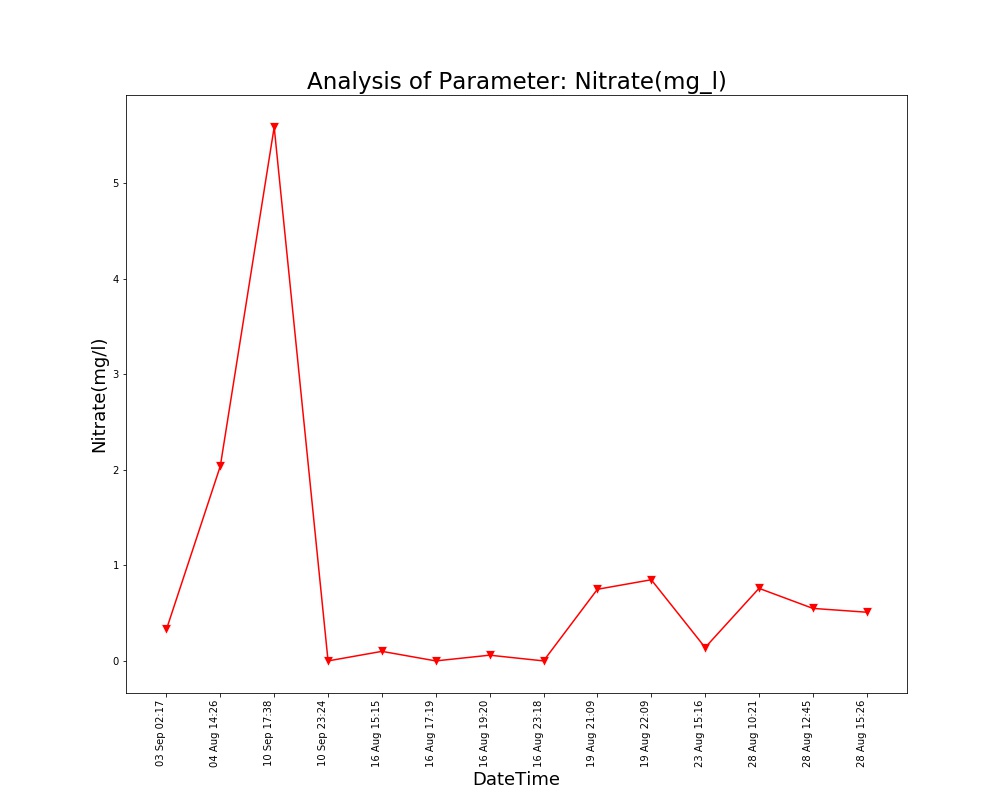 Analysis of Parameter: Nitrate(mg_l)
Nitrate(mg/l)
5
4
3
2
1
0
03 Sep 02:17
04 Aug 14:26
10 Sep 17:38
10 Sep 23:24
16 Aug 15:15
16 Aug 17:19
16 Aug 19:20
16 Aug 23:18
19 Aug 21:09
19 Aug 22:09
23 Aug 15:16
28 Aug 10:21
28 Aug 12:45
28 Aug 15:26
DateTime